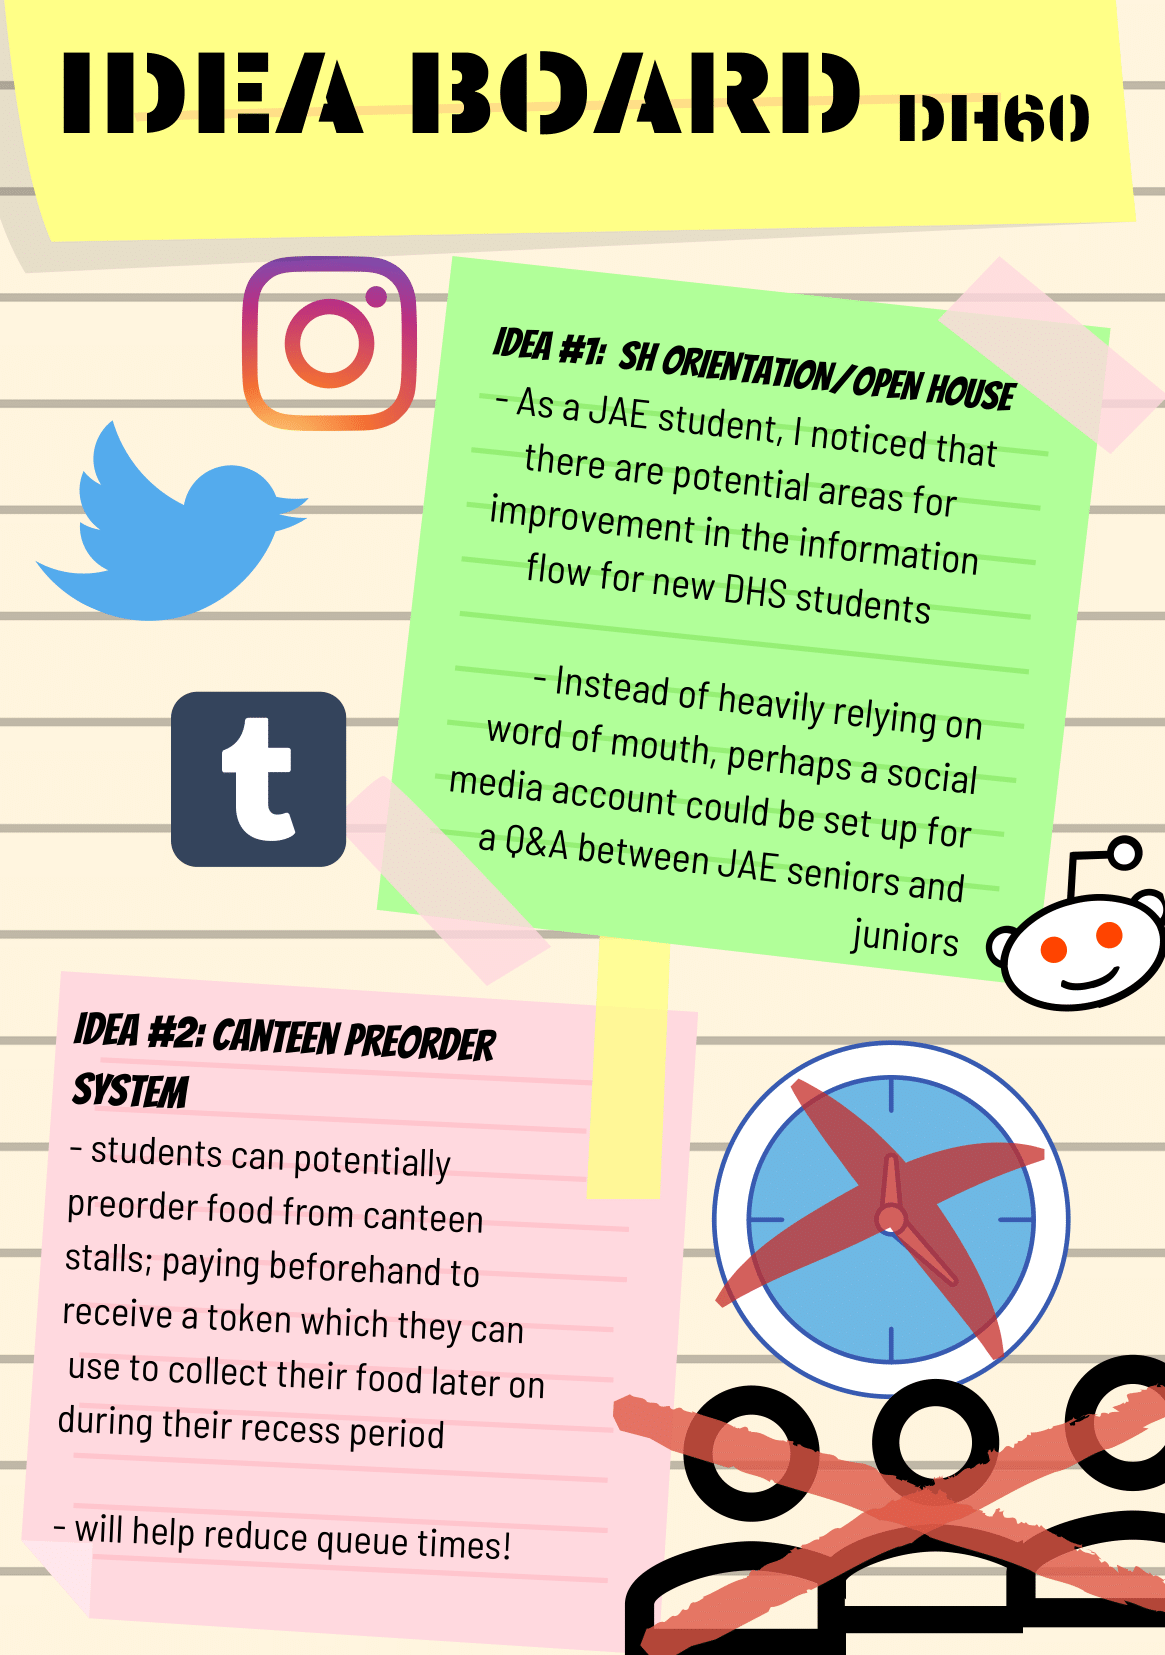 IDEA BOARD DH60
IDEA #1: SH ORIENTATION/OPEN HOUSE
- As a JAE student, I noticed that
there are potential areas for
improvement in the information
flow for new DHS students
- Instead of heavily relying on
word of mouth, perhaps a social
media account could be set up for
a Q&A between JAE seniors and
juniors
IDEA #2: CANTEEN PREORDER
SYSTEM
- students can potentially
preorder food from canteen
stalls; paying beforehand to
receive a token which they can
use to collect their food later on
during their recess period
- will help reduce queue times!